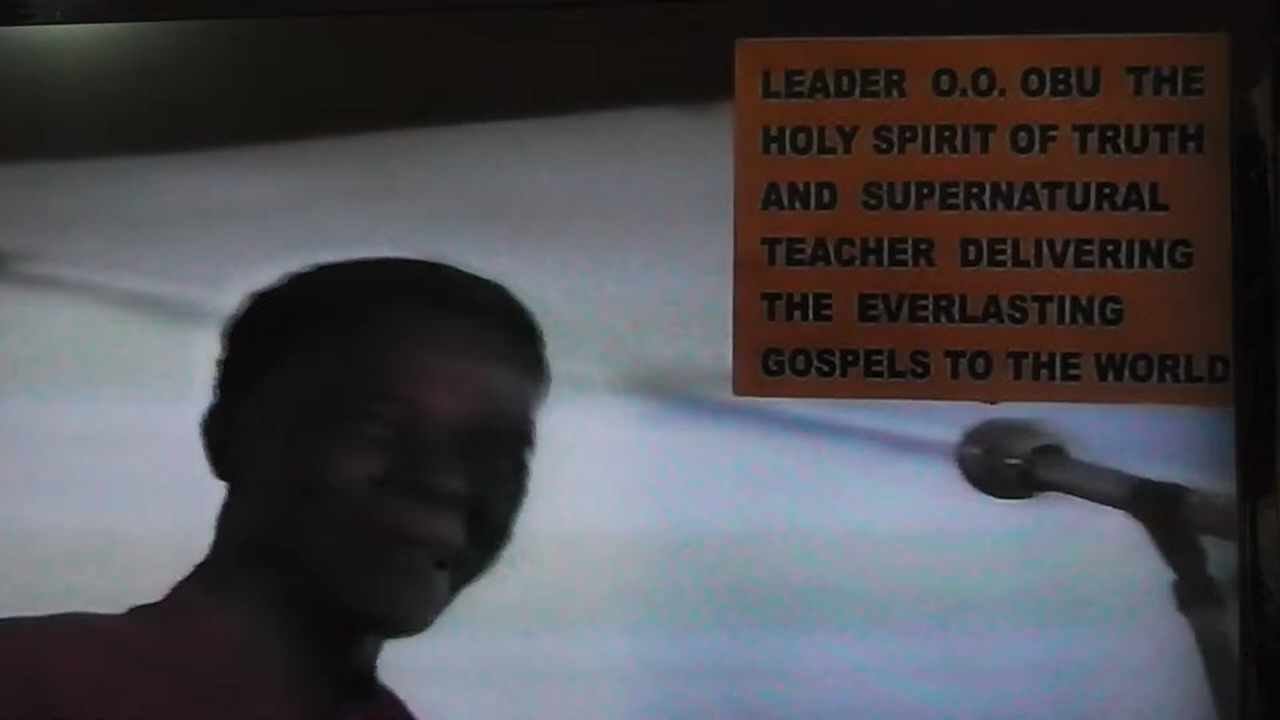 LEADER O.O. OBU THE
HOLY SPIRIT OF TRUTH
AND SUPERNATURAL
TEACHER DELIVERING
THE EVERLASTING
GOSPELS TO THE WORLD